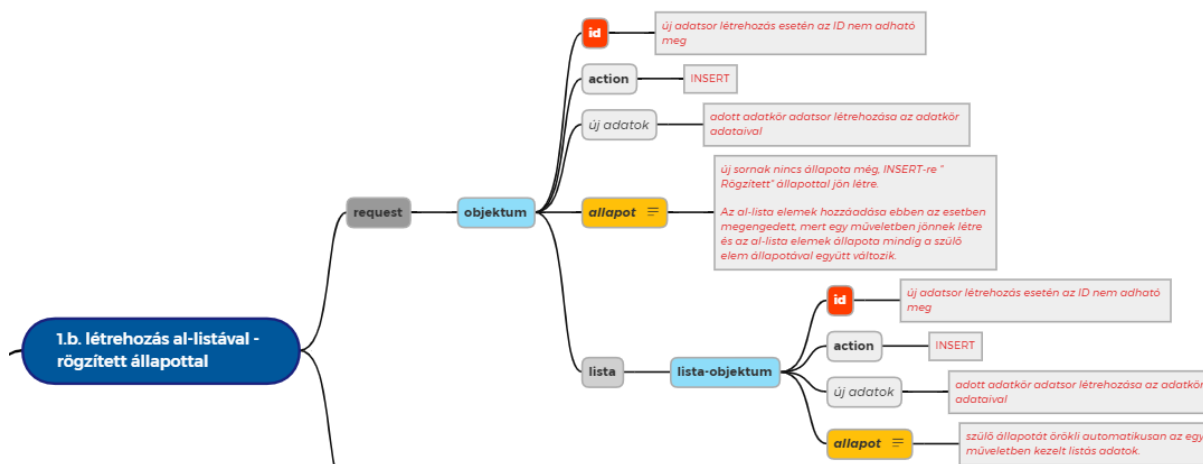 id
új adatsor létrehozás esetén az ID nem adható
meg
action
INSERT
új adatok
adott adatkör adatsor létrehozása az adatkör
adataival
allapot
új sornak nincs állapota még, INSERT-re "
Rögzített" állapottal jön létre.
Az al-lista elemek hozzáadása ebben az esetben
megengedett, mert egy műveletben jönnek létre
és az al-lista elemek állapota mindig a szülő
elem állapotával együtt változik.
request
objektum
1.b. létrehozás al-listával -
rögzített állapottal
lista
lista-objektum
id
új adatsor létrehozás esetén az ID nem adható
meg
action
INSERT
új adatok
adott adatkör adatsor létrehozása az adatkör
adataival
allapot
szülő állapotát örökli automatikusan az egy
műveletben kezelt listás adatok.